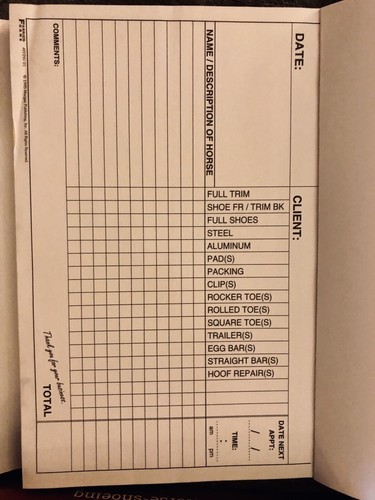 DATE:
CLIENT:
DATE NEXT
APPT:
/ /
TIME:
:
am pm
NAME / DESCRIPTION OF HORSE
FULL TRIM
SHOE FR / TRIM BK
FULL SHOES
STEEL
ALUMINUM
PAD(S)
PACKING
CLIP(S)
ROCKER TOE(S)
ROLLED TOE(S)
SQUARE TOE(S)
TRAILER(S)
EGG BAR(S)
STRAIGHT BAR(S)
HOOF REPAIR(S)
COMMENTS:
Thank you for your business.
TOTAL